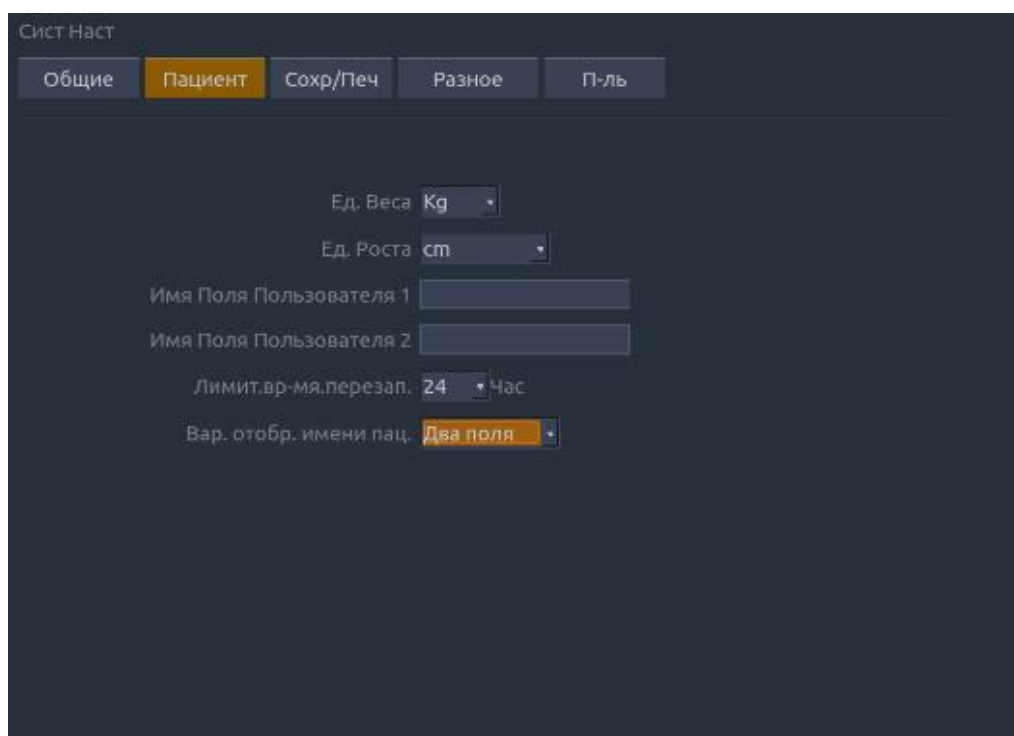 Сист Наст
Общие Пациент Сохр/Печ Разное П-ль
Ед. Веса Kg
Ед. Роста cm
Имя Поля Пользователя 1
Имя Поля Пользователя 2
Лимит.вр-мя.перезап. 24 Час
Вар. отобр. имени пац. Два поля